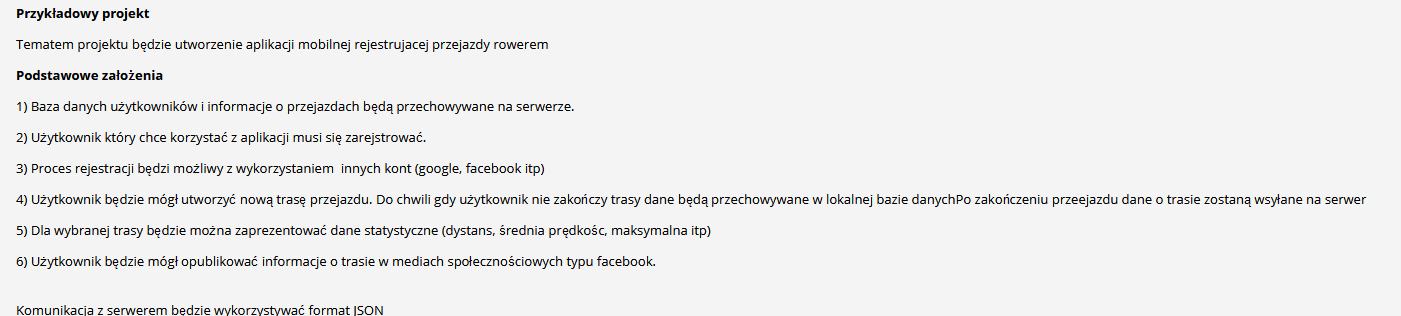 Przykładowy projekt
Tematem projektu będzie utworzenie aplikacji mobilnej rejestrujacej przejazdy rowerem
Podstawowe założenia
1) Baza danych użytkowników i informacje o przejazdach będą przechowywane na serwerze.
2) Użytkownik który chce korzystać z aplikacji musi się zarejstrować.
3) Proces rejestracji będzi możliwy z wykorzystaniem  innych kont (google, facebook itp)
4) Użytkownik będzie mógł utworzyć nową trasę przejazdu. Do chwili gdy użytkownik nie zakończy trasy dane będą przechowywane w lokalnej bazie danychPo zakończeniu przeejazdu dane o trasie zostaną wsyłane na serwer
5) Dla wybranej trasy będzie można zaprezentować dane statystyczne (dystans, średnia prędkośc, maksymalna itp)
6) Użytkownik będzie mógł opublikować informacje o trasie w mediach społecznościowych typu facebook.
Komunikacja z serwerem będzie wykorzystywać format JSON